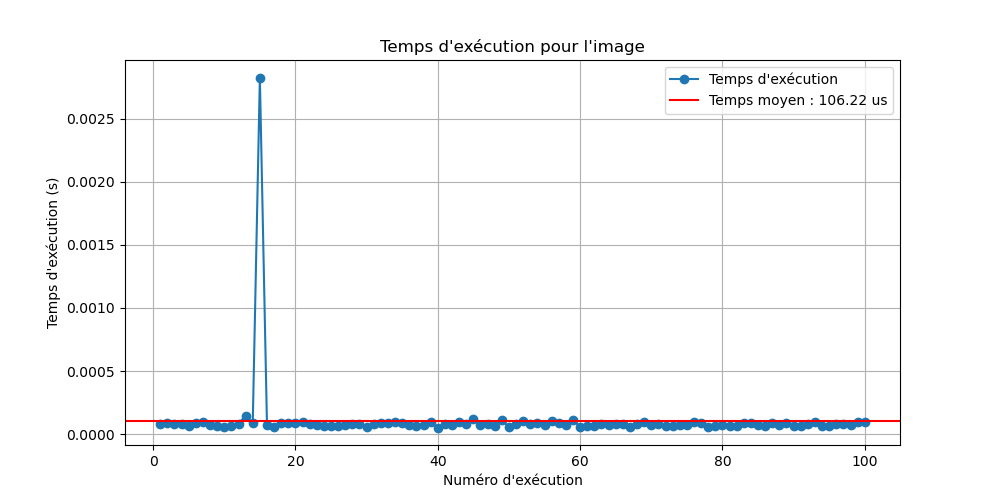 Temps d'exécution pour l'image
Temps d'exécution
Temps moyen : 106.22 us
Temps d'exécution (s)
0.0025
0.0020
0.0015
0.0010
0.0005
0.0000
0 20 40 60 80 100
Numéro d'exécution